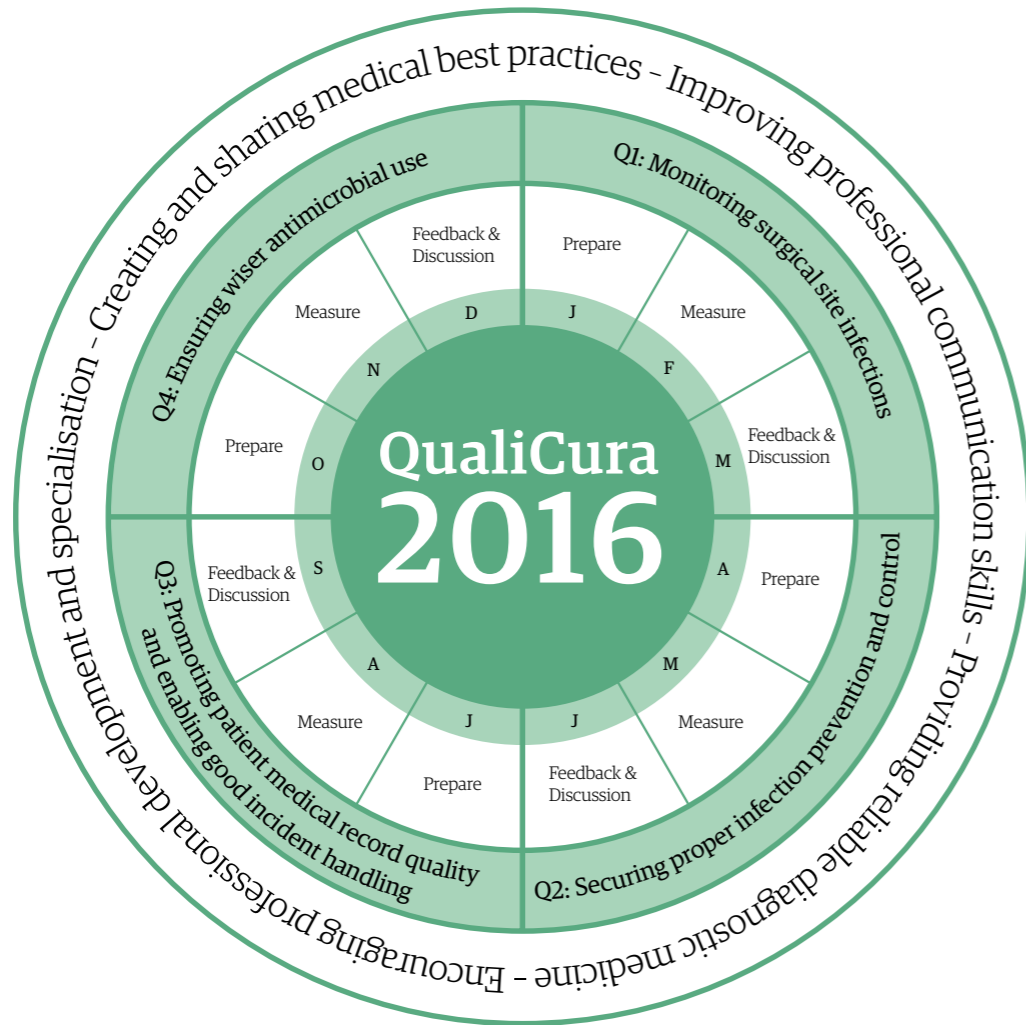 Creating and sharing medical best practices - Improving professional communication skills - Providing reliable diagnostic medicine - Encouraging professional development and specialisation -
Q1: Monitoring surgical site infections
Prepare
J
Measure
F
Feedback &
Discussion
M
Q2: Securing proper infection prevention and control
Prepare
A
Measure
M
Feedback &
Discussion
J
Q3: Promoting patient medical record quality
and enabling good incident handling
Prepare
J
Measure
A
Feedback &
Discussion
S
Q4: Ensuring wiser antimicrobial use
Prepare
O
Measure
N
Feedback &
Discussion
D
QualiCura
2016